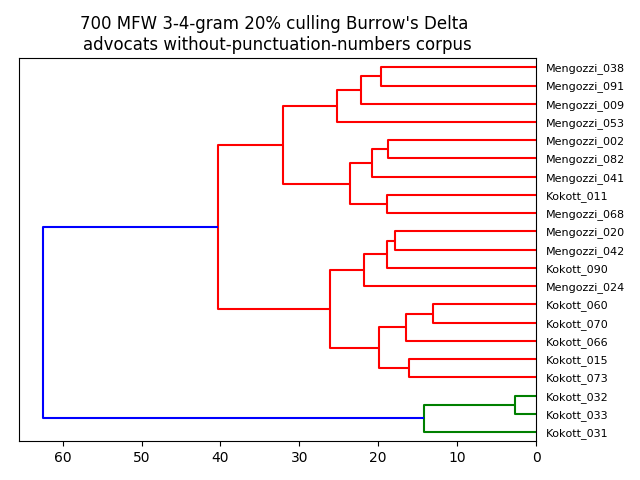 700 MFW 3-4-gram 20% culling Burrow's Delta
advocats without-punctuation-numbers corpus
Mengozzi_038
Mengozzi_091
Mengozzi_009
Mengozzi_053
Mengozzi_002
Mengozzi_082
Mengozzi_041
Kokott_011
Mengozzi_068
Mengozzi_020
Mengozzi_042
Kokott_090
Mengozzi_024
Kokott_060
Kokott_070
Kokott_066
Kokott_015
Kokott_073
Kokott_032
Kokott_033
Kokott_031
60 50 40 30 20 10 0